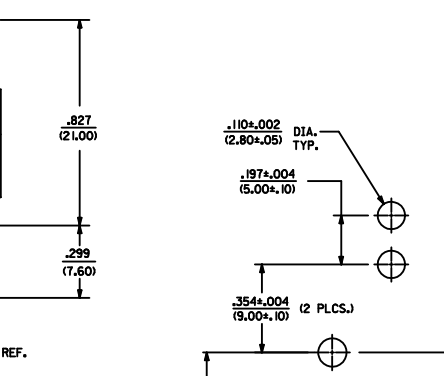 .827
(21.00)
.299
(7.60)
REF.
.110±.002
(2.80±.05)
DIA.
TYP.
.197±.004
(5.00±.10)
.354±.004
(9.00±.10)
(2 PLCS.)